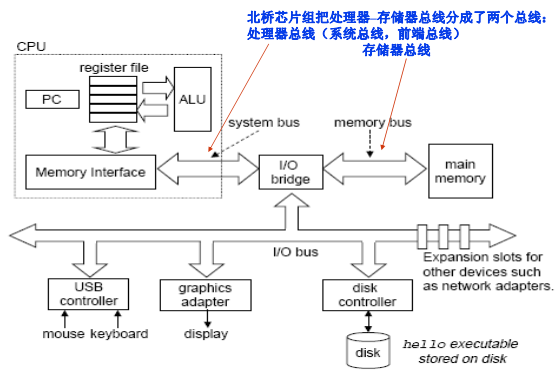 北桥芯片组把处理器–存储器总线分成了两个总线：
处理器总线（系统总线，前端总线）
存储器总线
CPU
register file
PC
ALU
system bus
memory bus
Memory Interface
I/O
bridge
main
memory
I/O bus
Expansion slots for
other devices such
as network adapters.
USB
controller
graphics
adapter
disk
controller
mouse keyboard
display
disk
hello executable
stored on disk